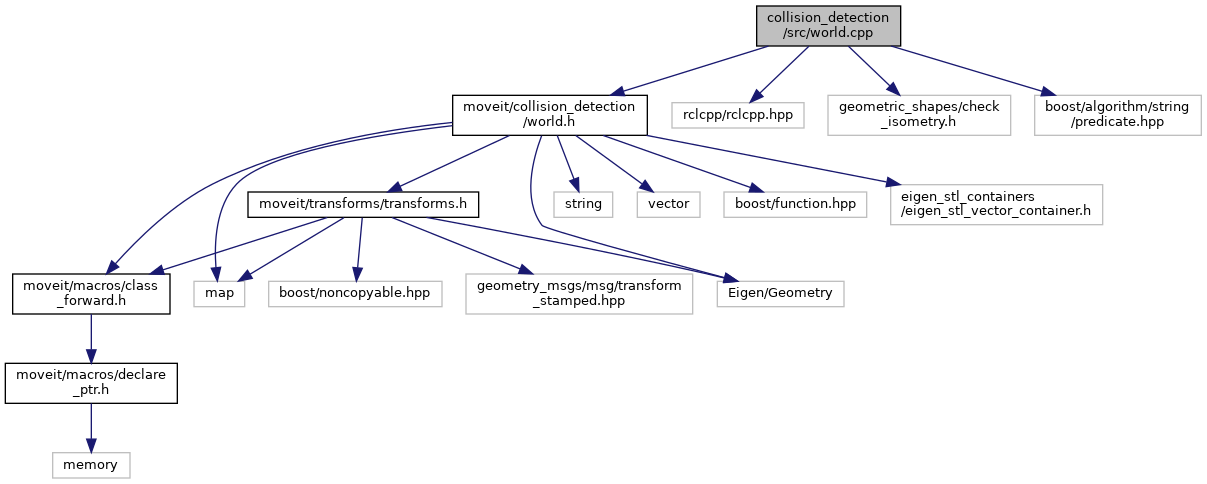 collision_detection
/src/world.cpp
moveit/collision_detection
/world.h
rclcpp/rclcpp.hpp
geometric_shapes/check
_isometry.h
boost/algorithm/string
/predicate.hpp
moveit/transforms/transforms.h
string
vector
boost/function.hpp
eigen_stl_containers
/eigen_stl_vector_container.h
moveit/macros/class
_forward.h
map
boost/noncopyable.hpp
geometry_msgs/msg/transform
_stamped.hpp
Eigen/Geometry
moveit/macros/declare
_ptr.h
memory